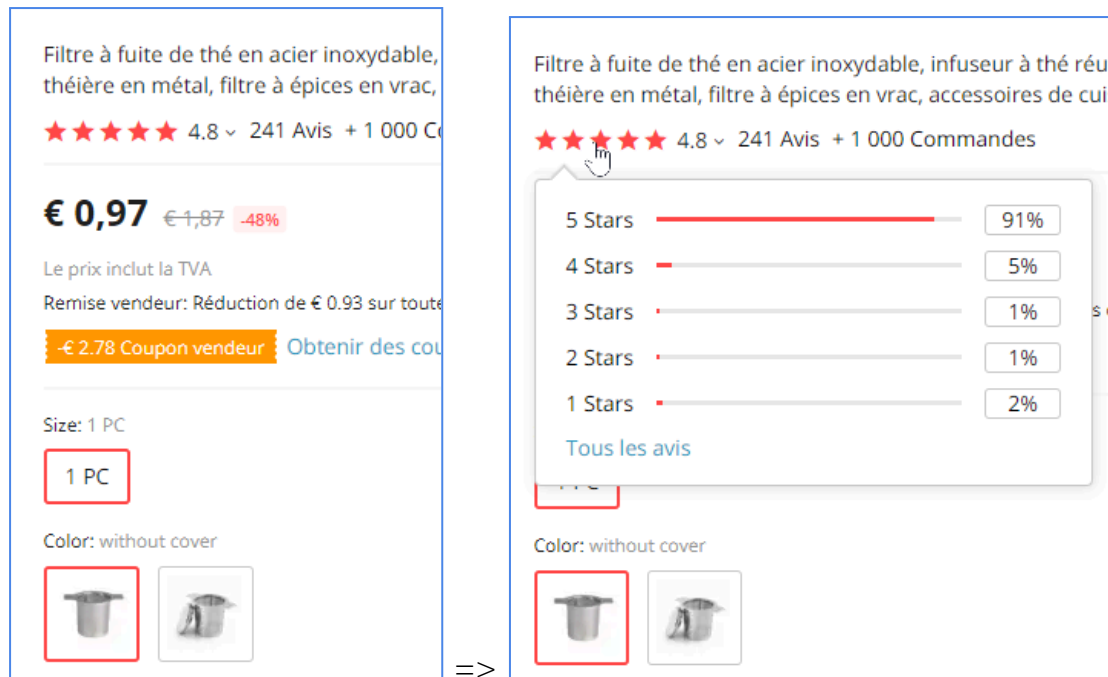 Filtre à fuite de thé en acier inoxydable,
théière en métal, filtre à épices en vrac,
4.8 241 Avis + 1 000 Co
€ 0,97 € 1,87 -48%
Le prix inclut la TVA
Remise vendeur: Réduction de € 0.93 sur toute
-€ 2.78 Coupon vendeur Obtenir des cou
Size: 1 PC
1 PC
Color: without cover
=>
Filtre à fuite de thé en acier inoxydable, infuseur à thé réu
théière en métal, filtre à épices en vrac, accessoires de cui
4.8 241 Avis + 1 000 Commandes
5 Stars 91%
4 Stars 5%
3 Stars 1%
2 Stars 1%
1 Stars 2%
Tous les avis
Color: without cover